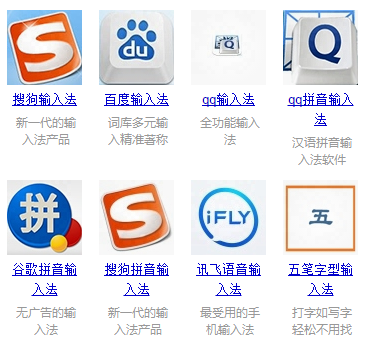 S
du
Q
Q
搜狗输入法
百度输入法
qq输入法
qq拼音输入
法
新一代的输
入法产品
词库多元输
入精准著称
全功能输入
法
汉语拼音输
入法软件
拼
S
iFLY
五
谷歌拼音输
入法
搜狗拼音输
入法
讯飞语音输
入法
五笔字型输
入法
无广告的输
入法
新一代的输
入法产品
最受用的手
机输入法
打字如写字
轻松不用找